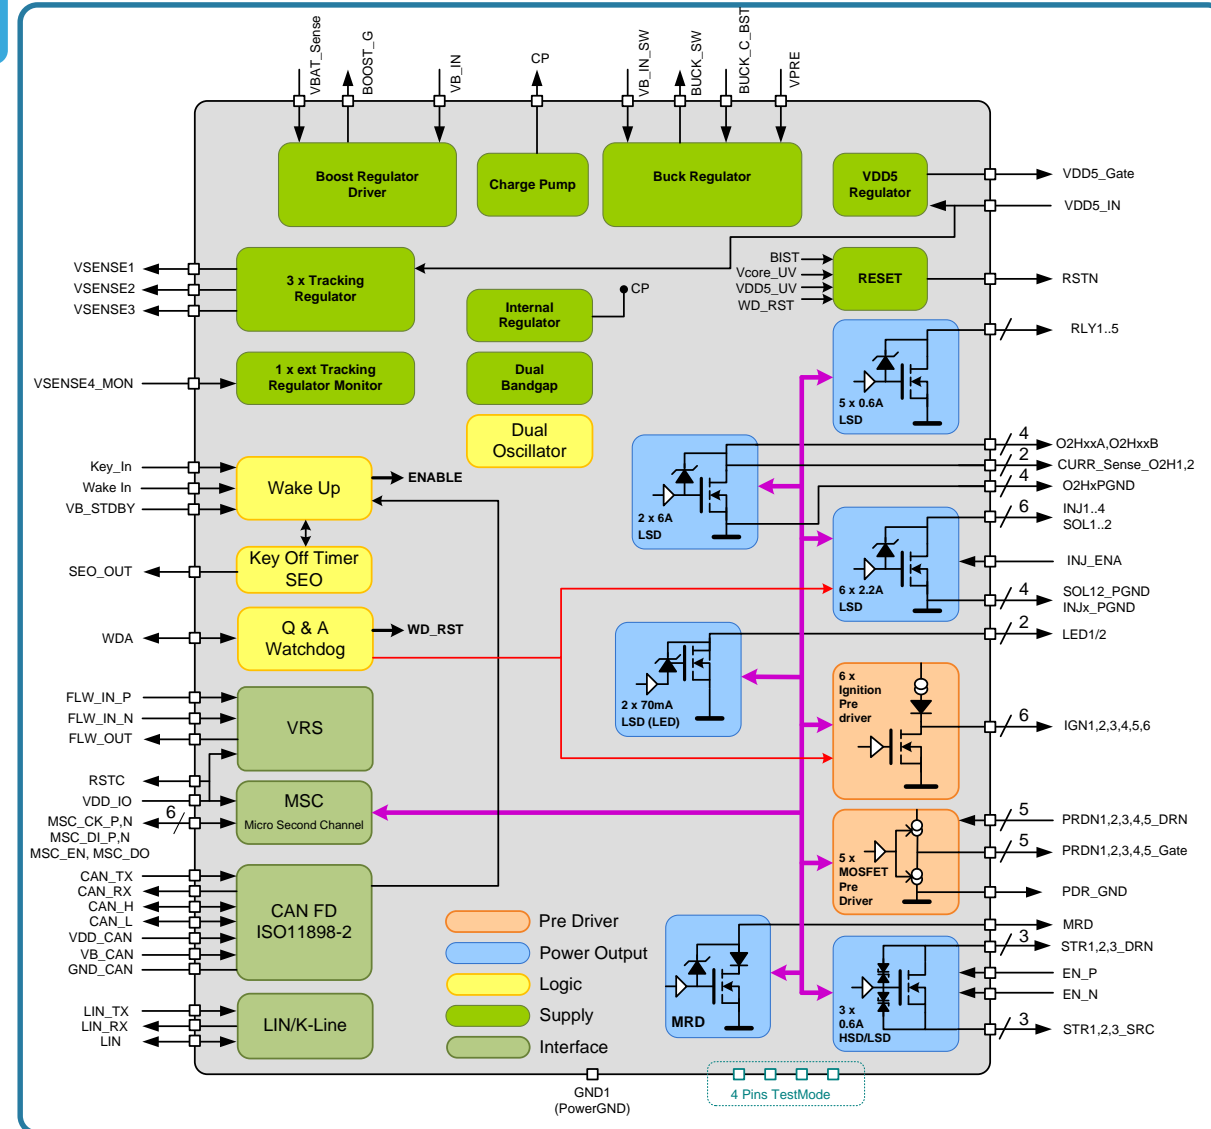 VBAT_Sense
BOOST_G
VB_IN
CP
VB_IN_SW
BUCK_SW
BUCK_C_BST
VPRE
Boost Regulator
Driver
Charge Pump
Buck Regulator
VDD5
Regulator
VDD5_Gate
VDD5_IN
VSENSE1
VSENSE2
VSENSE3
3 x Tracking
Regulator
BIST
Vcore_UV
VDD5_UV
WD_RST
RESET
RSTN
Internal
Regulator
CP
5 x 0.6A
LSD
5
RLY1..5
VSENSE4_MON
1 x ext Tracking
Regulator Monitor
Dual
Bandgap
Dual
Oscillator
Key_In
Wake In
VB_STDBY
Wake Up
ENABLE
2 x 6A
LSD
4
O2HxxA,O2HxxB
2
CURR_Sense_O2H1,2
4
O2HxPGND
SEO_OUT
Key Off Timer
SEO
6 x 2.2A
LSD
6
INJ1..4
SOL1..2
INJ_ENA
4
SOL12_PGND
INJx_PGND
WDA
Q & A
Watchdog
WD_RST
2 x 70mA
LSD (LED)
2
LED1/2
FLW_IN_P
FLW_IN_N
FLW_OUT
VRS
6 x
Ignition
Pre
driver
6
IGN1,2,3,4,5,6
RSTC
VDD_IO
6
MSC_CK_P,N
MSC_DI_P,N
MSC_EN, MSC_DO
MSC
Micro Second Channel
5 x
MOSFET
Pre
Driver
5
PRDN1,2,3,4,5_DRN
5
PRDN1,2,3,4,5_Gate
PDR_GND
CAN_TX
CAN_RX
CAN_H
CAN_L
VDD_CAN
VB_CAN
GND_CAN
CAN FD
ISO11898-2
Pre Driver
Power Output
Logic
Supply
Interface
MRD
MRD
3 x
0.6A
HSD/LSD
3
STR1,2,3_DRN
EN_P
EN_N
3
STR1,2,3_SRC
LIN_TX
LIN_RX
LIN
LIN/K-Line
GND1
(PowerGND)
4 Pins TestMode